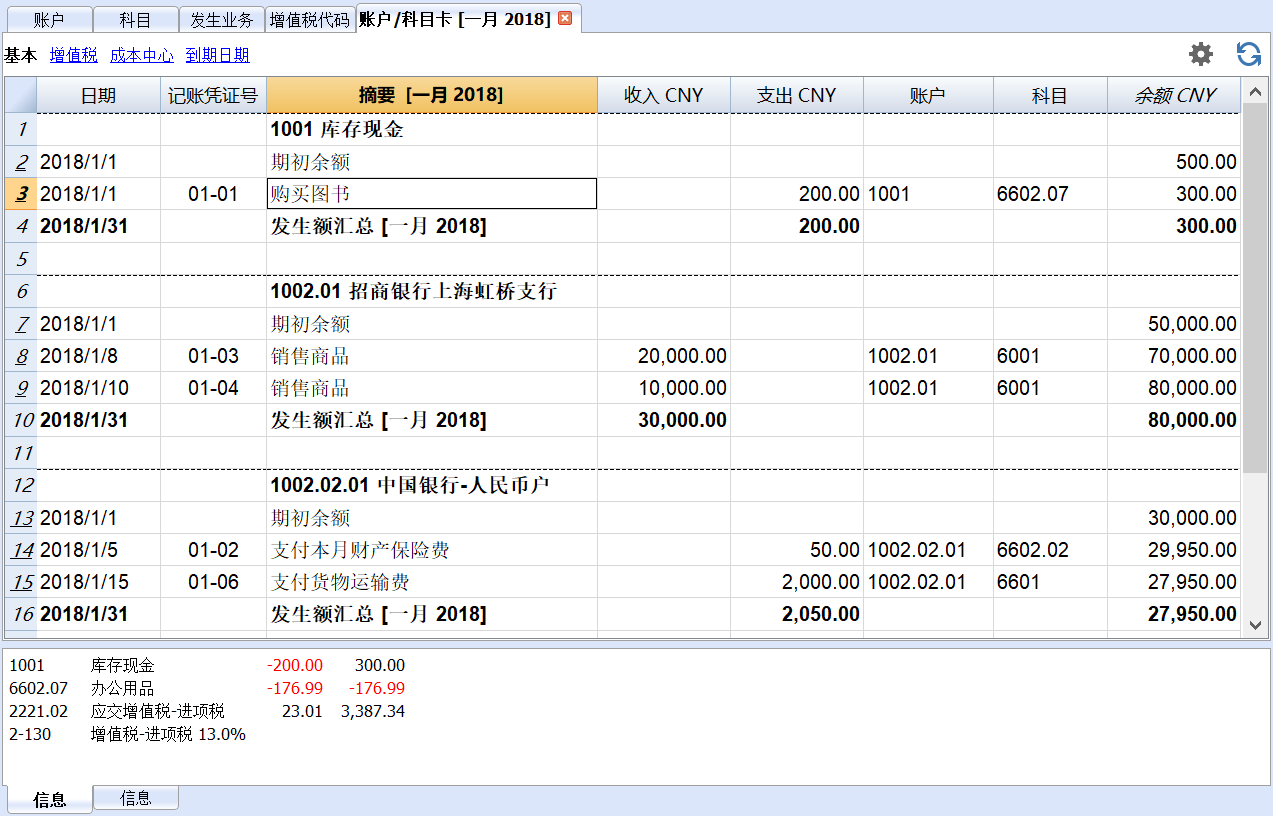 账户 科目 发生业务 增值税代码 账户/科目卡 [一月 2018]
基本 增值税 成本中心 到期日期
日期 记账凭证号 摘要 [一月 2018] 收入 CNY 支出 CNY 账户 科目 余额 CNY
1 1001 库存现金
2 2018/1/1 期初余额 500.00
3 2018/1/1 01-01 购买图书 200.00 1001 6602.07 300.00
4 2018/1/31 发生额汇总 [一月 2018] 200.00 300.00
5
6 1002.01 招商银行上海虹桥支行
7 2018/1/1 期初余额 50,000.00
8 2018/1/8 01-03 销售商品 20,000.00 1002.01 6001 70,000.00
9 2018/1/10 01-04 销售商品 10,000.00 1002.01 6001 80,000.00
10 2018/1/31 发生额汇总 [一月 2018] 30,000.00 80,000.00
11
12 1002.02.01 中国银行-人民币户
13 2018/1/1 期初余额 30,000.00
14 2018/1/5 01-02 支付本月财产保险费 50.00 1002.02.01 6602.02 29,950.00
15 2018/1/15 01-06 支付货物运输费 2,000.00 1002.02.01 6601 27,950.00
16 2018/1/31 发生额汇总 [一月 2018] 2,050.00 27,950.00
1001 库存现金 -200.00 300.00
6602.07 办公用品 -176.99 -176.99
2221.02 应交增值税-进项税 23.01 3,387.34
2-130 增值税-进项税 13.0%
信息 信息